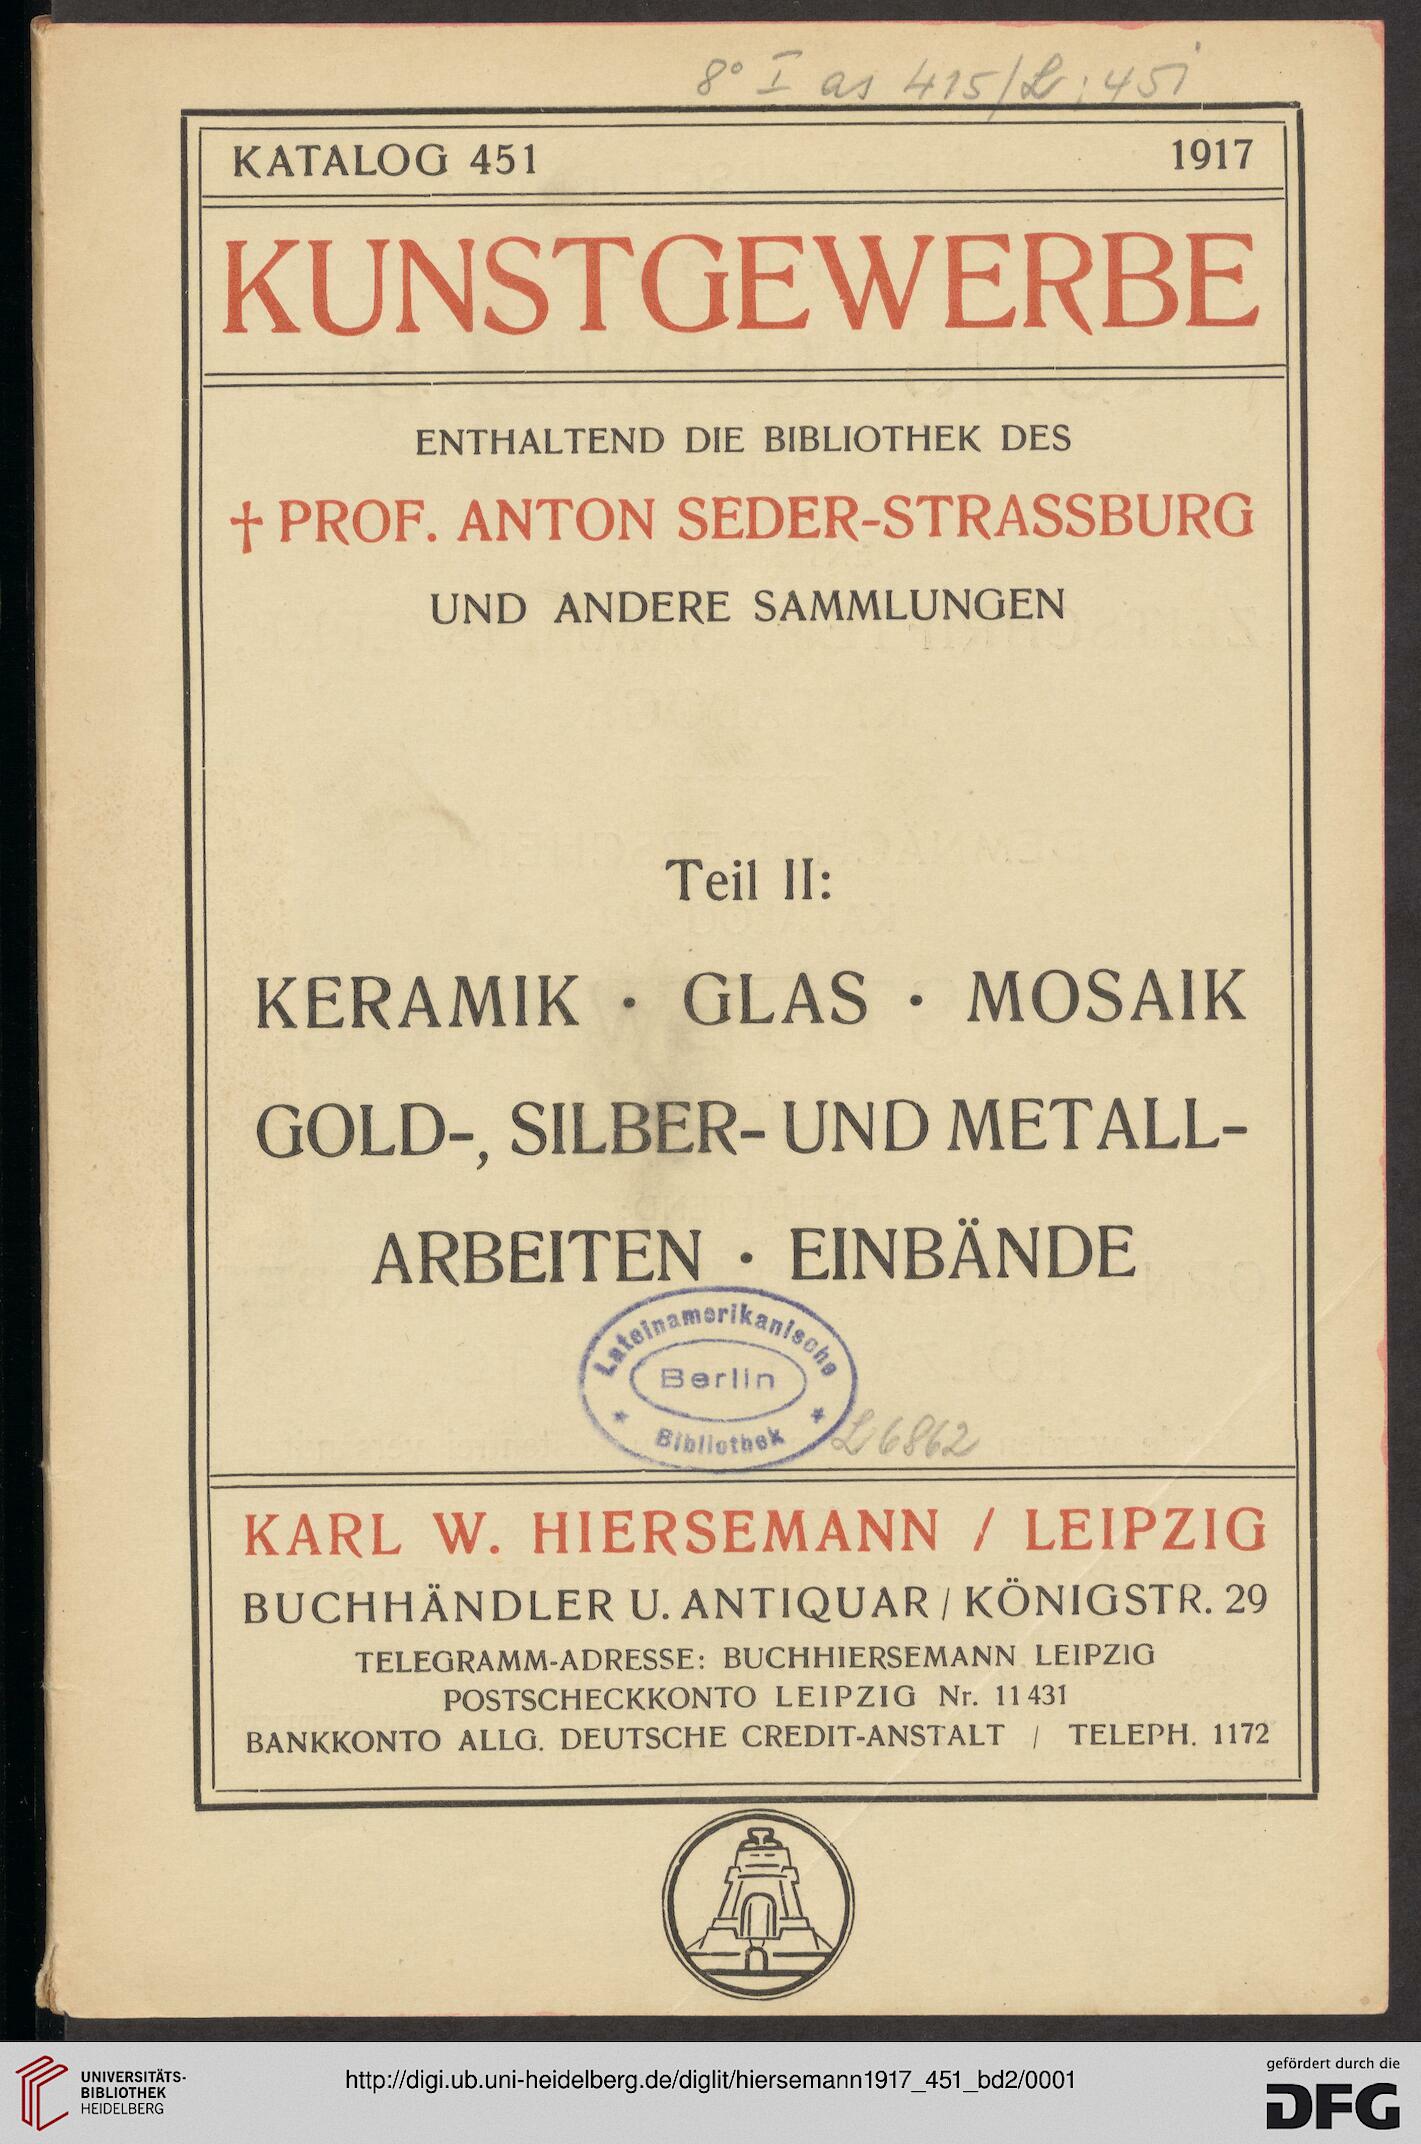 8° I as 415/L: 451
KATALOG 451 1917
KUNSTGEWERBE
ENTHALTEND DIE BIBLIOTHEK DES
† PROF. ANTON SEDER-STRASSBURG
UND ANDERE SAMMLUNGEN
Teil II:
KERAMIK · GLAS · MOSAIK
GOLD-, SILBER- UND METALL-
ARBEITEN · EINBÄNDE
Lateinamerikanische
Berlin
* Bibliothek *
L 6862
KARL W. HIERSEMANN / LEIPZIG
BUCHHÄNDLER U. ANTIQUAR / KÖNIGSTR. 29
TELEGRAMM-ADRESSE: BUCHHIERSEMANN LEIPZIG
POSTSCHECKKONTO LEIPZIG Nr. 11431
BANKKONTO ALLG. DEUTSCHE CREDIT-ANSTALT / TELEPH. 1172
UNIVERSITÄTS-
BIBLIOTHEK
HEIDELBERG
http://digi.ub.uni-heidelberg.de/diglit/hiersemann1917_451_bd2/0001
gefördert durch die
DFG